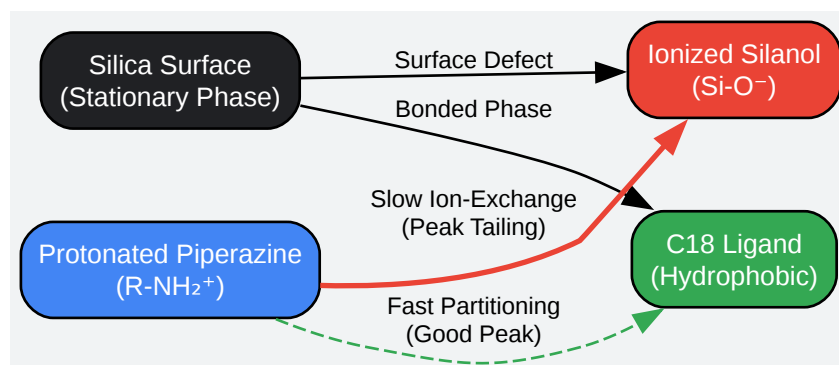 Silica Surface
(Stationary Phase)
Surface Defect
Ionized Silanol
(Si-O⁻)
Bonded Phase
Slow Ion-Exchange
(Peak Tailing)
Protonated Piperazine
(R-NH₂⁺)
C18 Ligand
(Hydrophobic)
Fast Partitioning
(Good Peak)